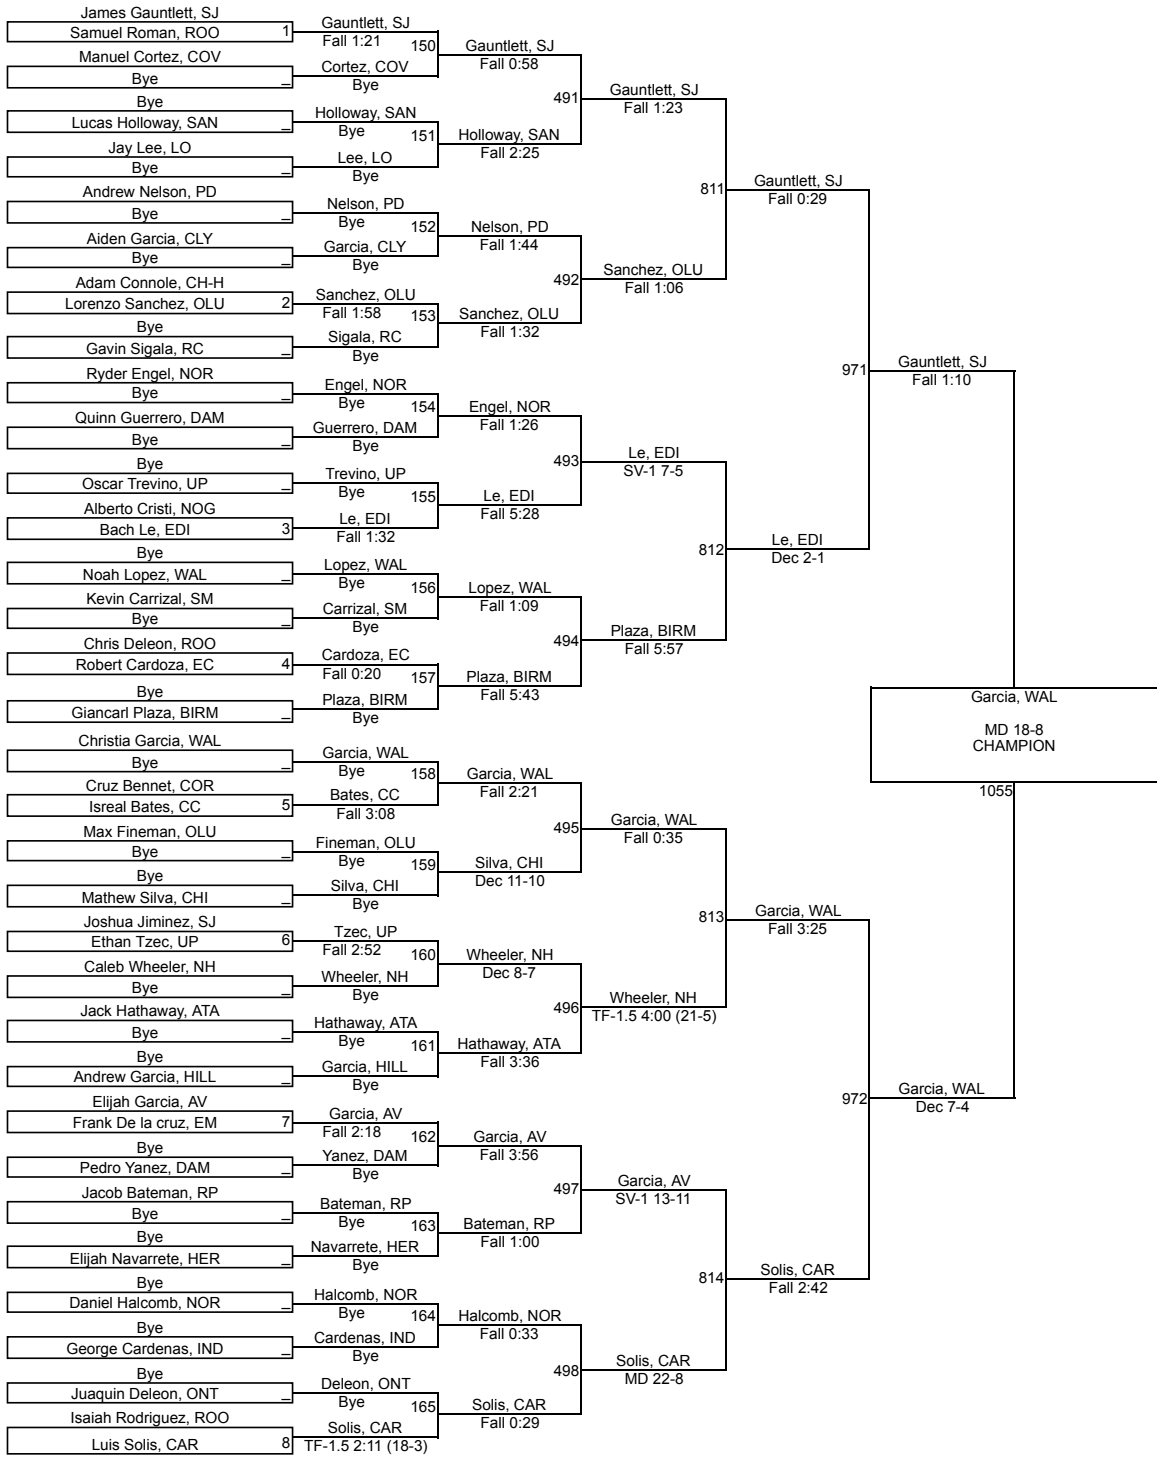 James Gauntlett, SJ
Samuel Roman, ROO 1
Manuel Cortez, COV
Bye _
Bye
Lucas Holloway, SAN _
Jay Lee, LO
Bye _
Andrew Nelson, PD
Bye _
Aiden Garcia, CLY
Bye _
Adam Connole, CH-H
Lorenzo Sanchez, OLU 2
Bye
Gavin Sigala, RC _
Ryder Engel, NOR
Bye _
Quinn Guerrero, DAM
Bye _
Bye
Oscar Trevino, UP _
Alberto Cristi, NOG
Bach Le, EDI 3
Bye
Noah Lopez, WAL _
Kevin Carrizal, SM
Bye _
Chris Deleon, ROO
Robert Cardoza, EC 4
Bye
Giancarl Plaza, BIRM _
Christia Garcia, WAL
Bye _
Cruz Bennet, COR
Isreal Bates, CC 5
Max Fineman, OLU
Bye _
Bye
Mathew Silva, CHI _
Joshua Jiminez, SJ
Ethan Tzec, UP 6
Caleb Wheeler, NH
Bye _
Jack Hathaway, ATA
Bye _
Bye
Andrew Garcia, HILL _
Elijah Garcia, AV
Frank De la cruz, EM 7
Bye
Pedro Yanez, DAM _
Jacob Bateman, RP
Bye _
Bye
Elijah Navarrete, HER _
Bye
Daniel Halcomb, NOR _
Bye
George Cardenas, IND _
Bye
Juaquin Deleon, ONT _
Isaiah Rodriguez, ROO
Luis Solis, CAR 8
Gauntlett, SJ
Fall 1:21
150
Cortez, COV
Bye
Holloway, SAN
Bye
151
Lee, LO
Bye
Nelson, PD
Bye
152
Garcia, CLY
Bye
Sanchez, OLU
Fall 1:58
153
Sigala, RC
Bye
Engel, NOR
Bye
154
Guerrero, DAM
Bye
Trevino, UP
Bye
155
Le, EDI
Fall 1:32
Lopez, WAL
Bye
156
Carrizal, SM
Bye
Cardoza, EC
Fall 0:20
157
Plaza, BIRM
Bye
Garcia, WAL
Bye
158
Bates, CC
Fall 3:08
Fineman, OLU
Bye
159
Silva, CHI
Bye
Tzec, UP
Fall 2:52
160
Wheeler, NH
Bye
Hathaway, ATA
Bye
161
Garcia, HILL
Bye
Garcia, AV
Fall 2:18
162
Yanez, DAM
Bye
Bateman, RP
Bye
163
Navarrete, HER
Bye
Halcomb, NOR
Bye
164
Cardenas, IND
Bye
Deleon, ONT
Bye
165
Solis, CAR
TF-1.5 2:11 (18-3)
Gauntlett, SJ
Fall 0:58
491
Holloway, SAN
Fall 2:25
Nelson, PD
Fall 1:44
492
Sanchez, OLU
Fall 1:32
Engel, NOR
Fall 1:26
493
Le, EDI
Fall 5:28
Lopez, WAL
Fall 1:09
494
Plaza, BIRM
Fall 5:43
Garcia, WAL
Fall 2:21
495
Silva, CHI
Dec 11-10
Wheeler, NH
Dec 8-7
496
Hathaway, ATA
Fall 3:36
Garcia, AV
Fall 3:56
497
Bateman, RP
Fall 1:00
Halcomb, NOR
Fall 0:33
498
Solis, CAR
Fall 0:29
Gauntlett, SJ
Fall 1:23
811
Sanchez, OLU
Fall 1:06
Le, EDI
SV-1 7-5
812
Plaza, BIRM
Fall 5:57
Garcia, WAL
Fall 0:35
813
Wheeler, NH
TF-1.5 4:00 (21-5)
Garcia, AV
SV-1 13-11
814
Solis, CAR
MD 22-8
Gauntlett, SJ
Fall 0:29
971
Le, EDI
Dec 2-1
Garcia, WAL
Fall 3:25
972
Solis, CAR
Fall 2:42
Gauntlett, SJ
Fall 1:10
Garcia, WAL
MD 18-8
CHAMPION
1055
Garcia, WAL
Dec 7-4